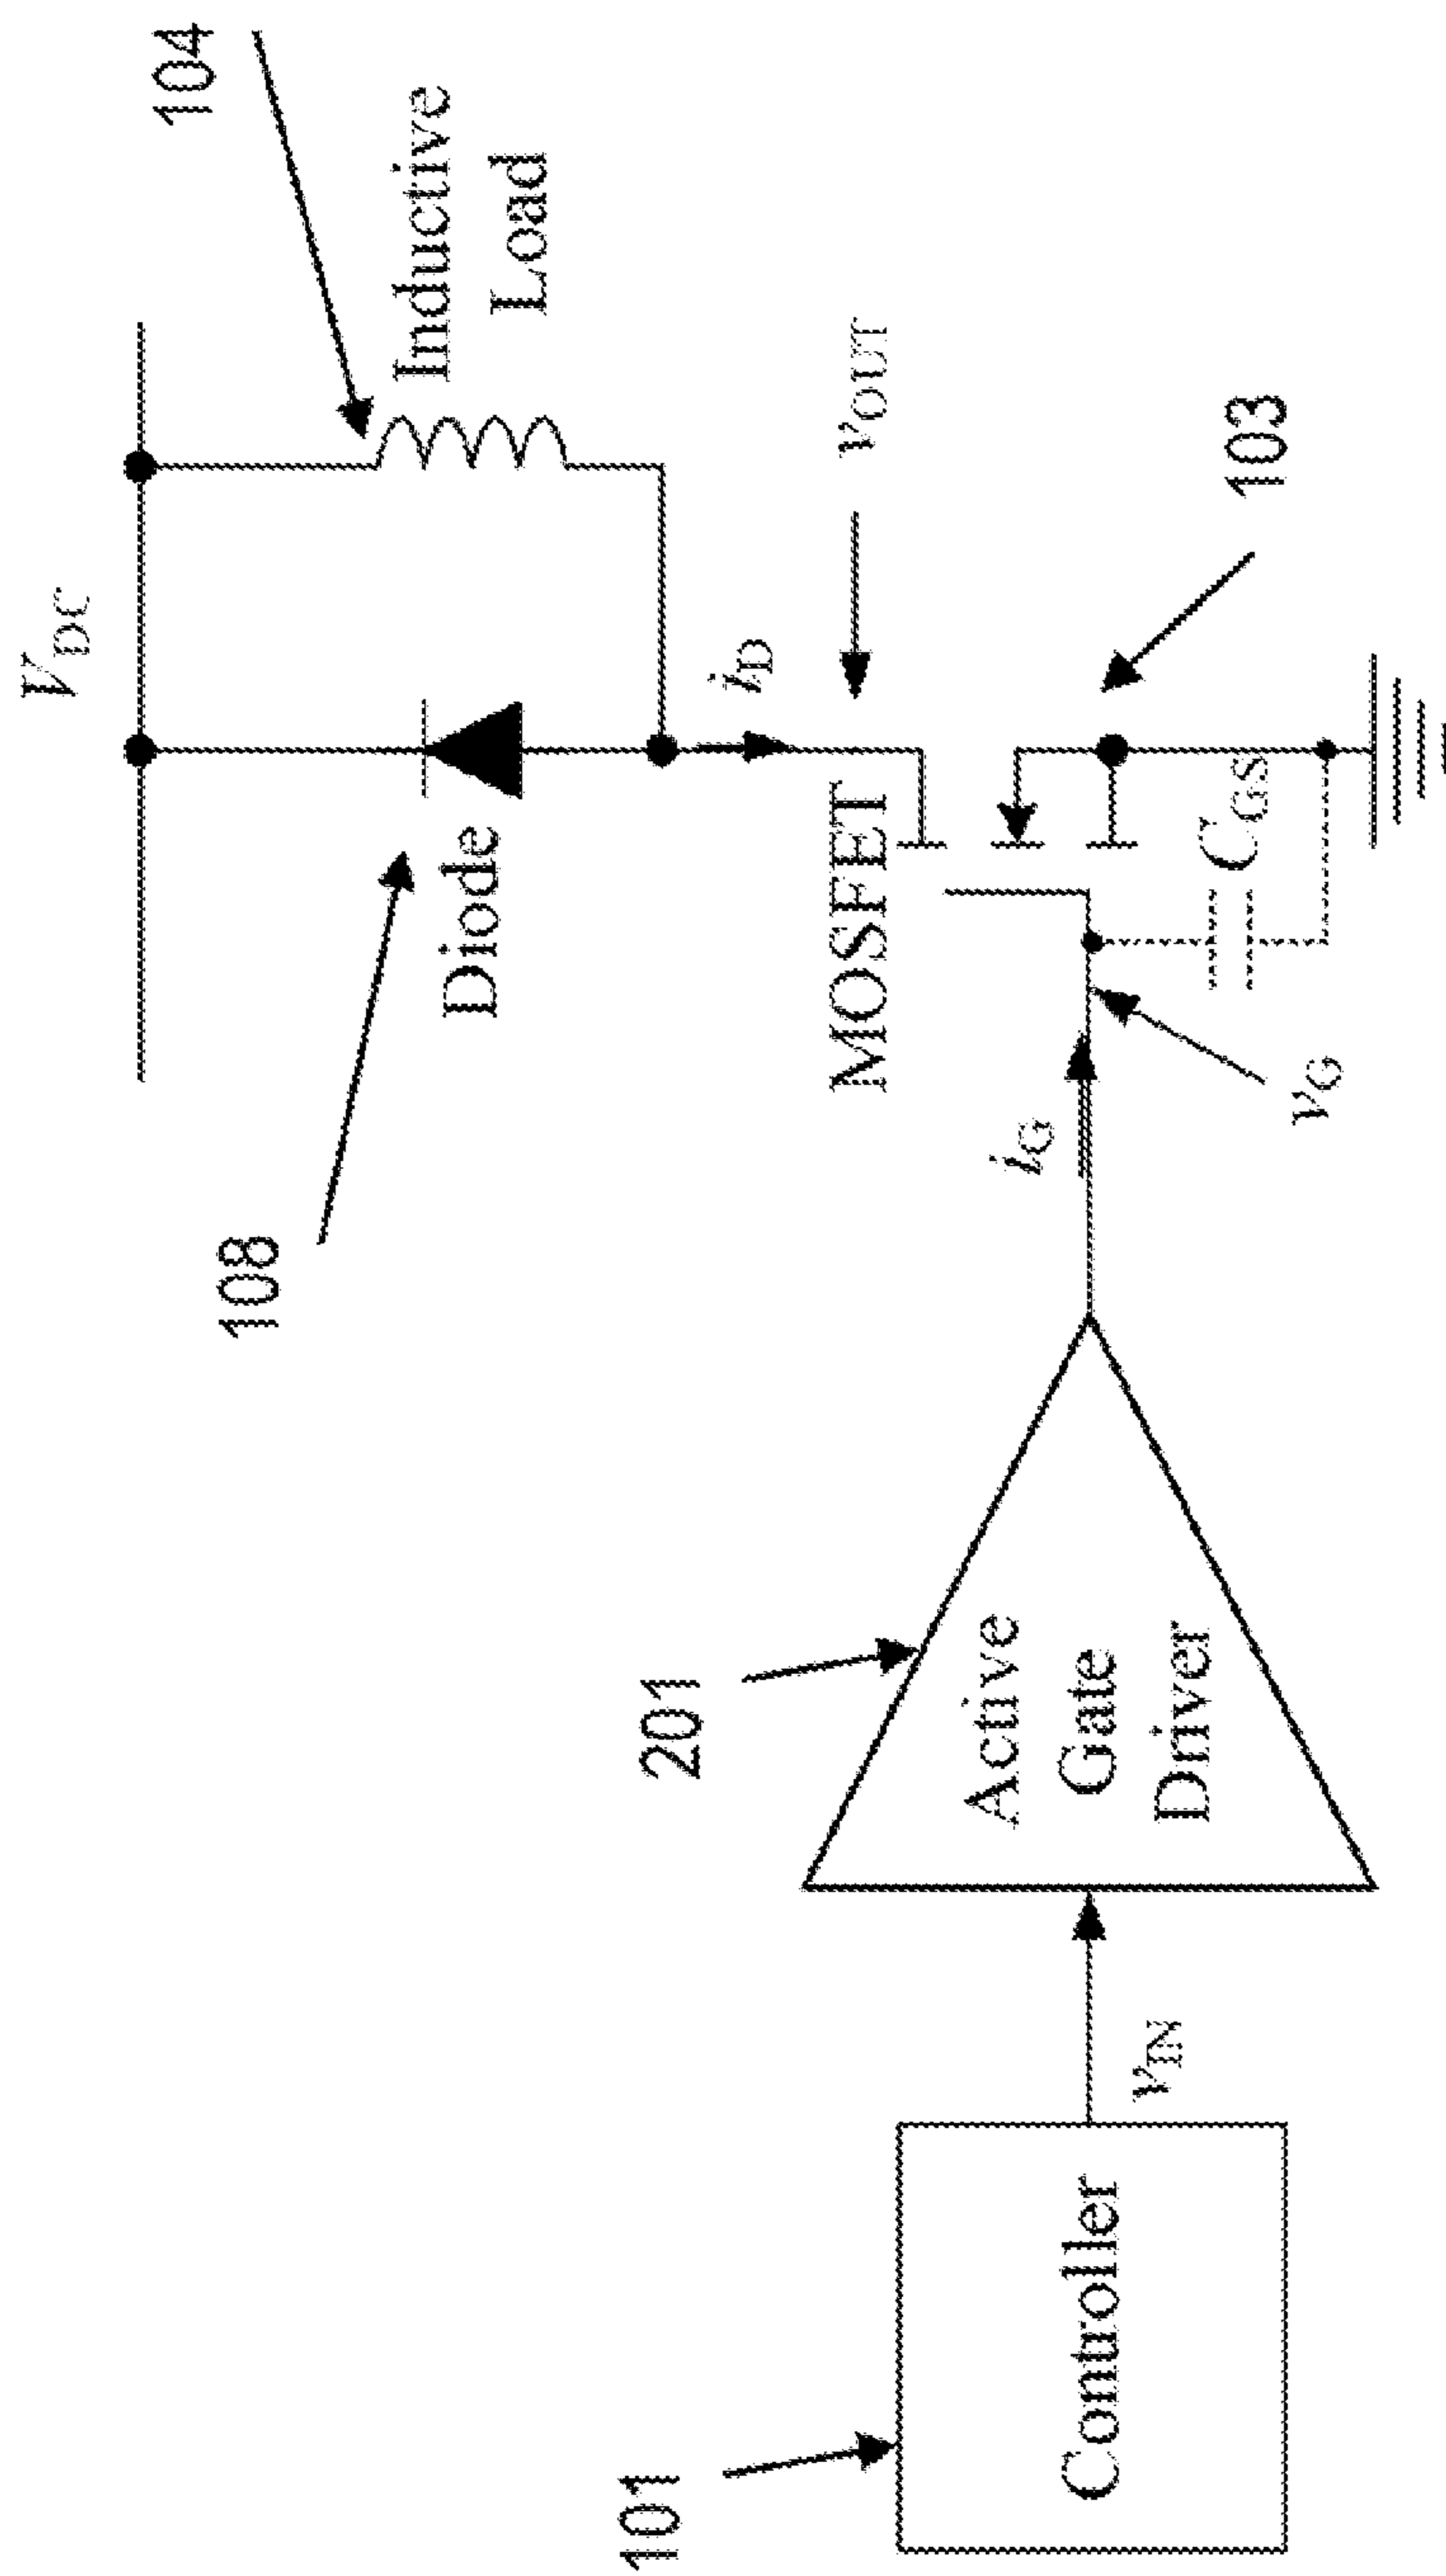 V_DC
104
108
Diode
Inductive
Load
i_D
MOSFET
v_OUT
201
101
Controller
v_IN
Active
Gate
Driver
i_G
v_G
C_GS
103